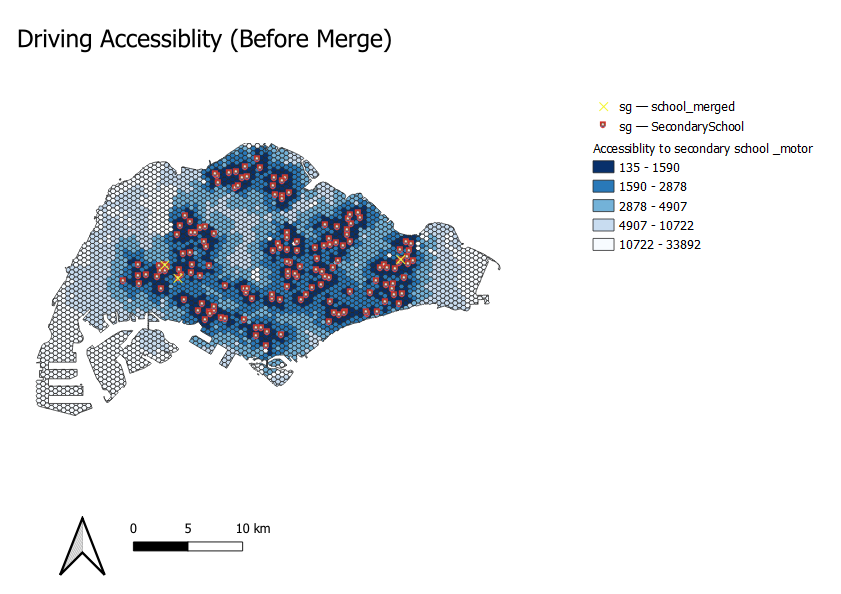 Driving Accessiblity (Before Merge)
sg — school_merged
sg — SecondarySchool
Accessiblity to secondary school _motor
135 - 1590
1590 - 2878
2878 - 4907
4907 - 10722
10722 - 33892
0 5 10 km